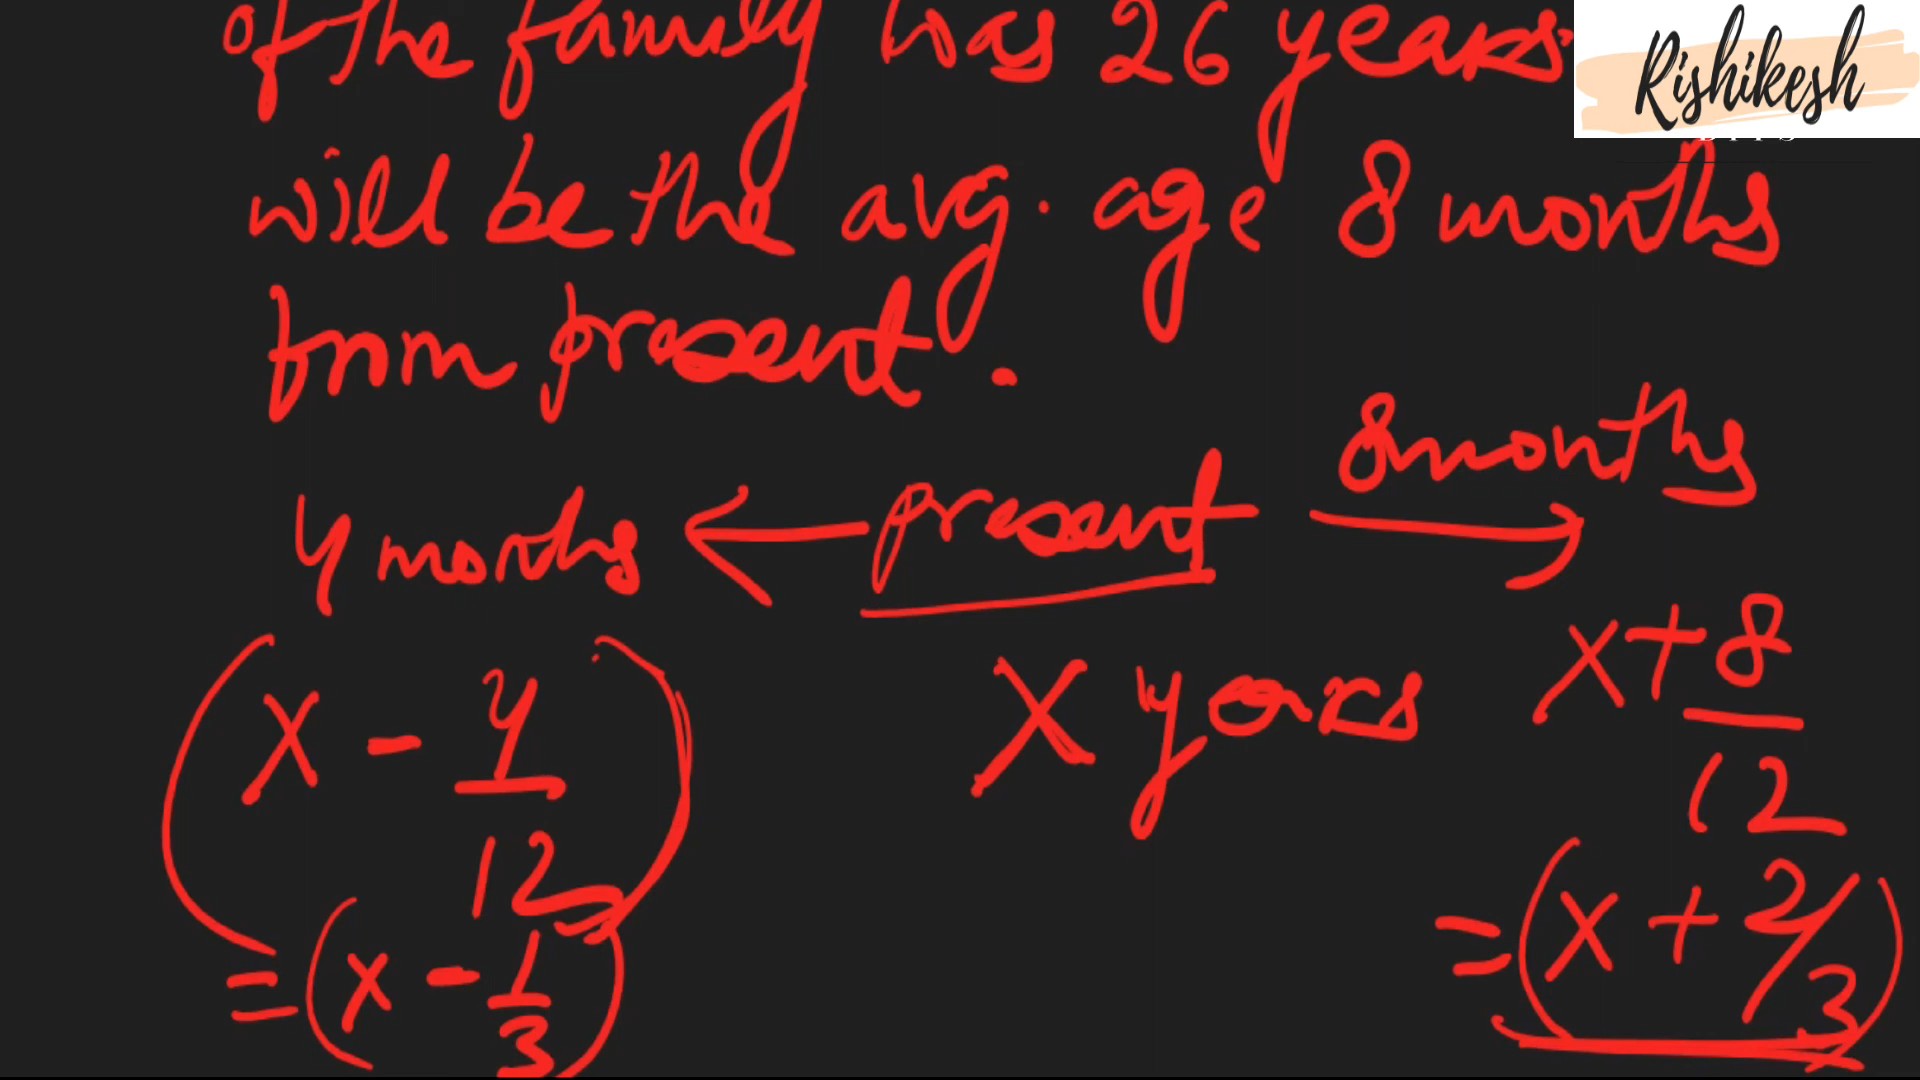 of the family was 26 years.
Rishikesh
will be the avg. age 8 months
from present.
8 months
4 months ← present →
x + 8/12
(x - 4/12)
x years
= (x - 1/3)
= (x + 2/3)